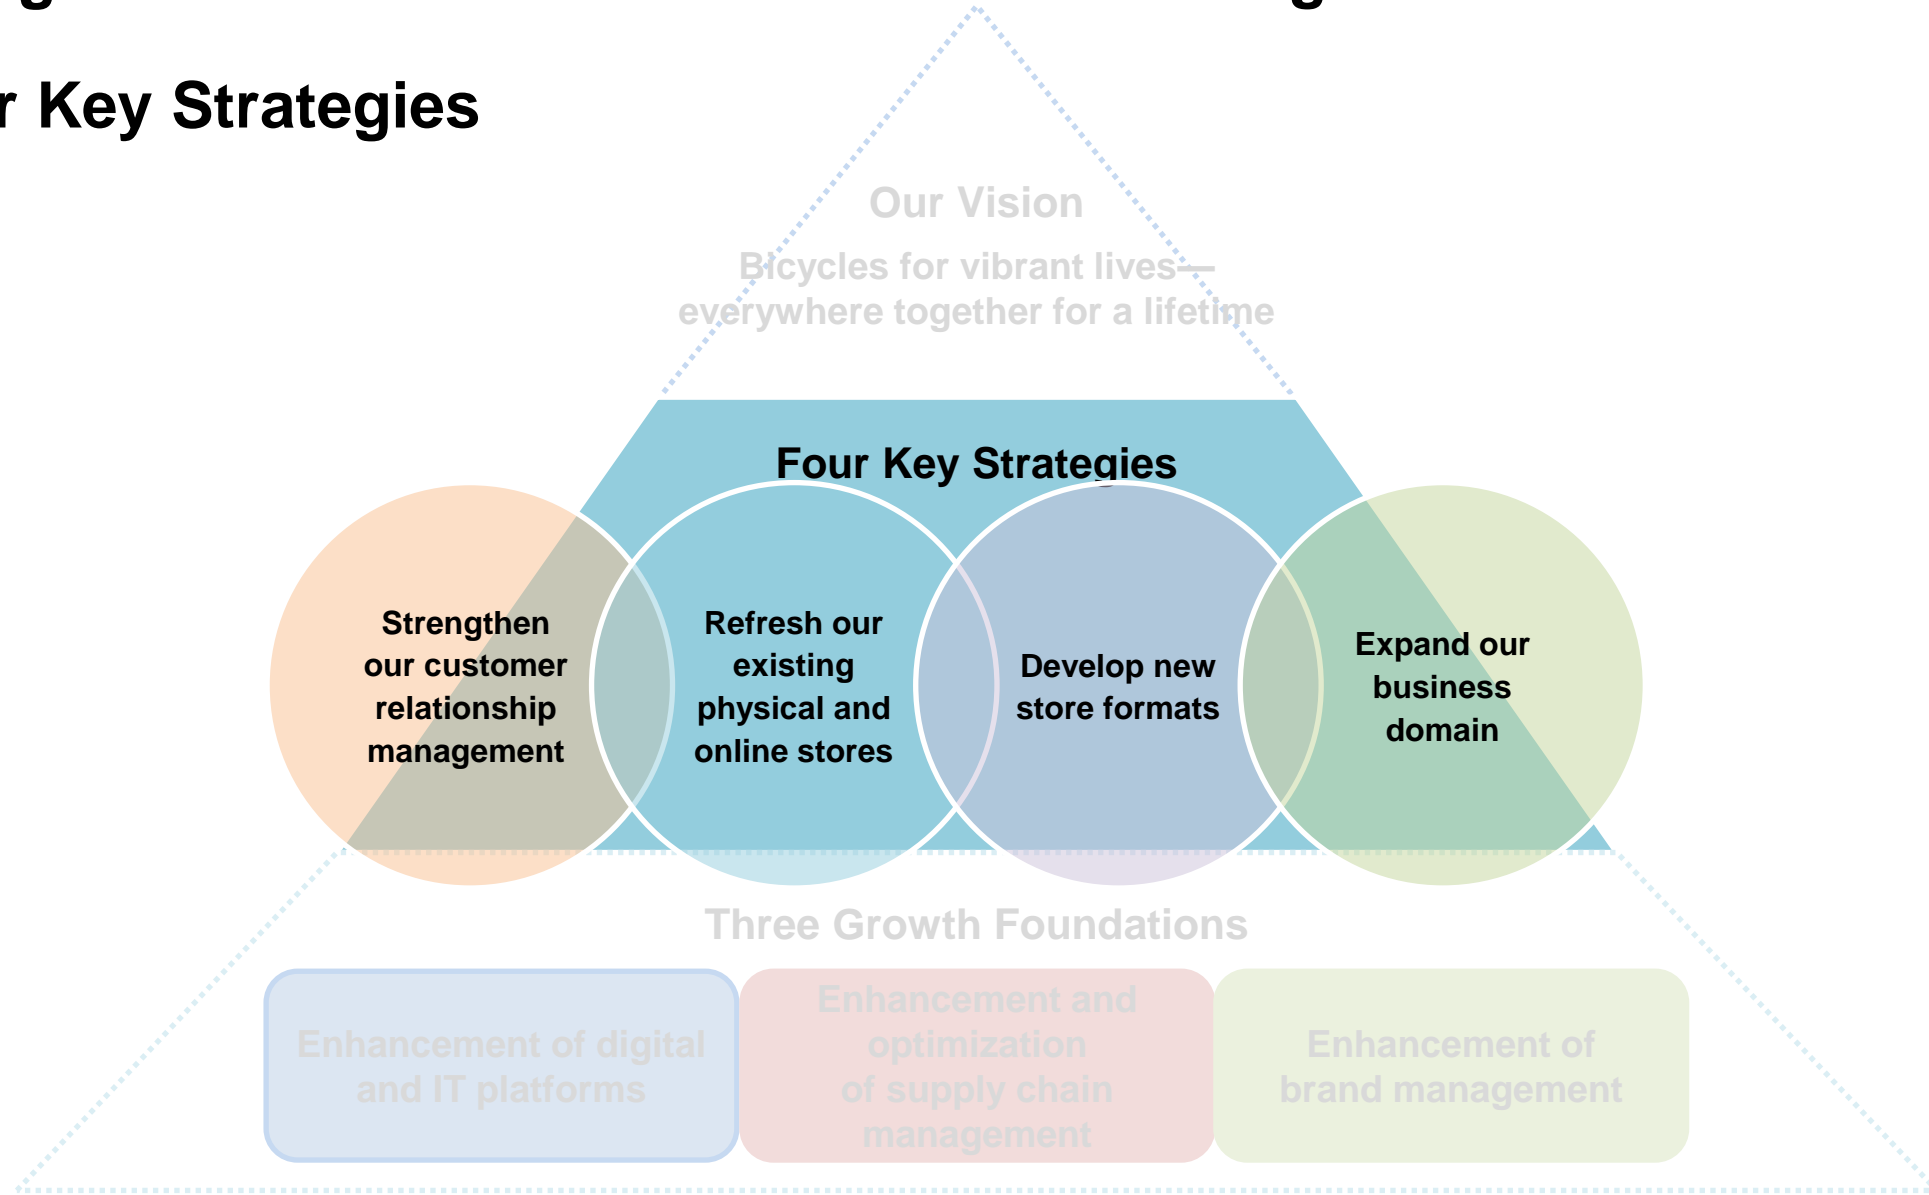 Key Strategies
Our Vision
Bicycles for vibrant lives—
everywhere together for a lifetime
Four Key Strategies
Strengthen
our customer
relationship
management
Refresh our
existing
physical and
online stores
Develop new
store formats
Expand our
business
domain
Three Growth Foundations
Enhancement of digital
and IT platforms
Enhancement and
optimization
of supply chain
management
Enhancement of
brand management